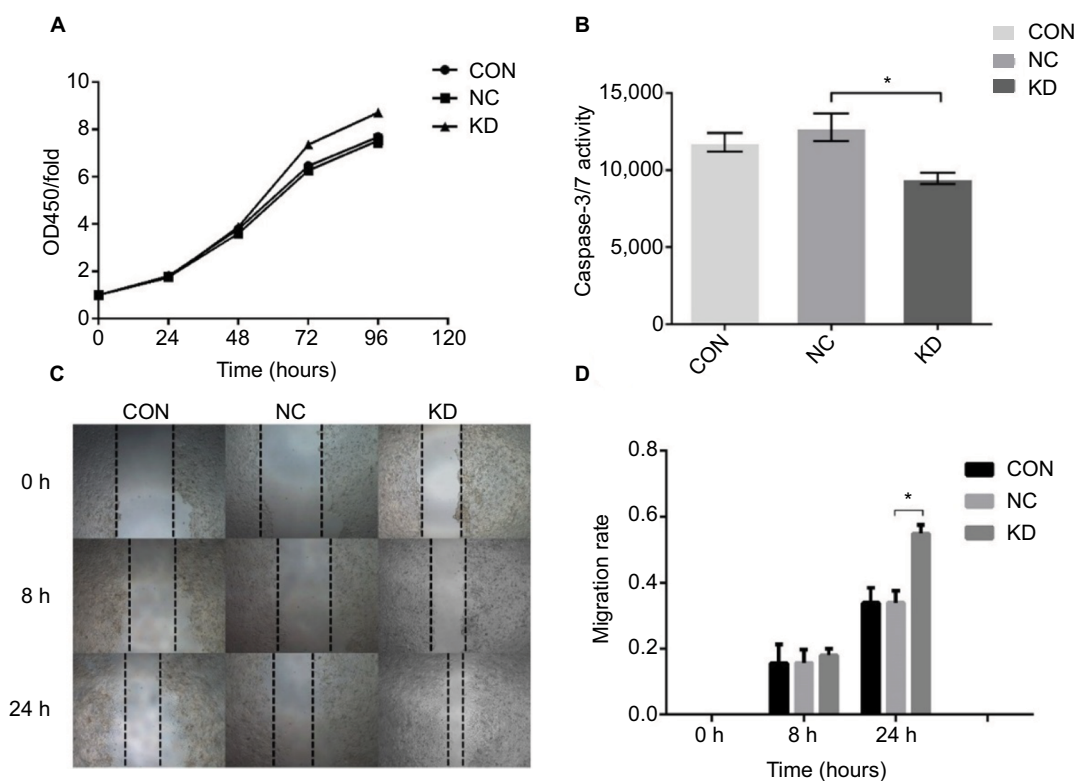 A
CON
NC
KD
10
8
6
4
2
0
OD450/fold
0 24 48 72 96 120
Time (hours)
B
CON
NC
KD
*
15,000
10,000
5,000
0
Caspase-3/7 activity
CON NC KD
C
CON NC KD
0 h
8 h
24 h
D
CON
NC
KD
*
0.8
0.6
0.4
0.2
0.0
Migration rate
0 h 8 h 24 h
Time (hours)